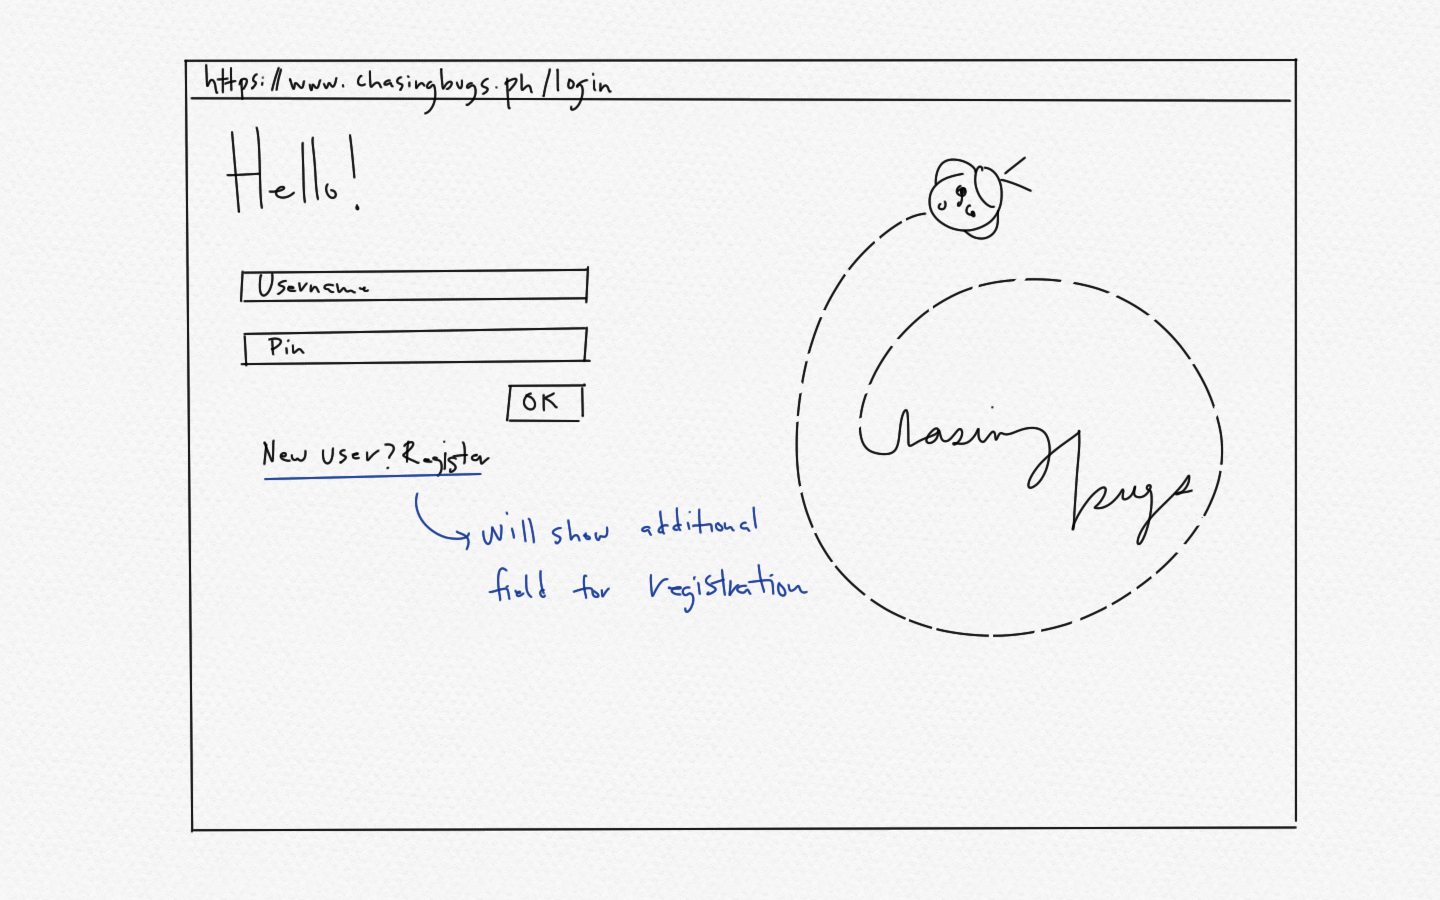 https://www.chasingbugs.ph/login
Hello!
Username
Pin
OK
New user? Register
will show additional
field for registration
Chasing
bugs